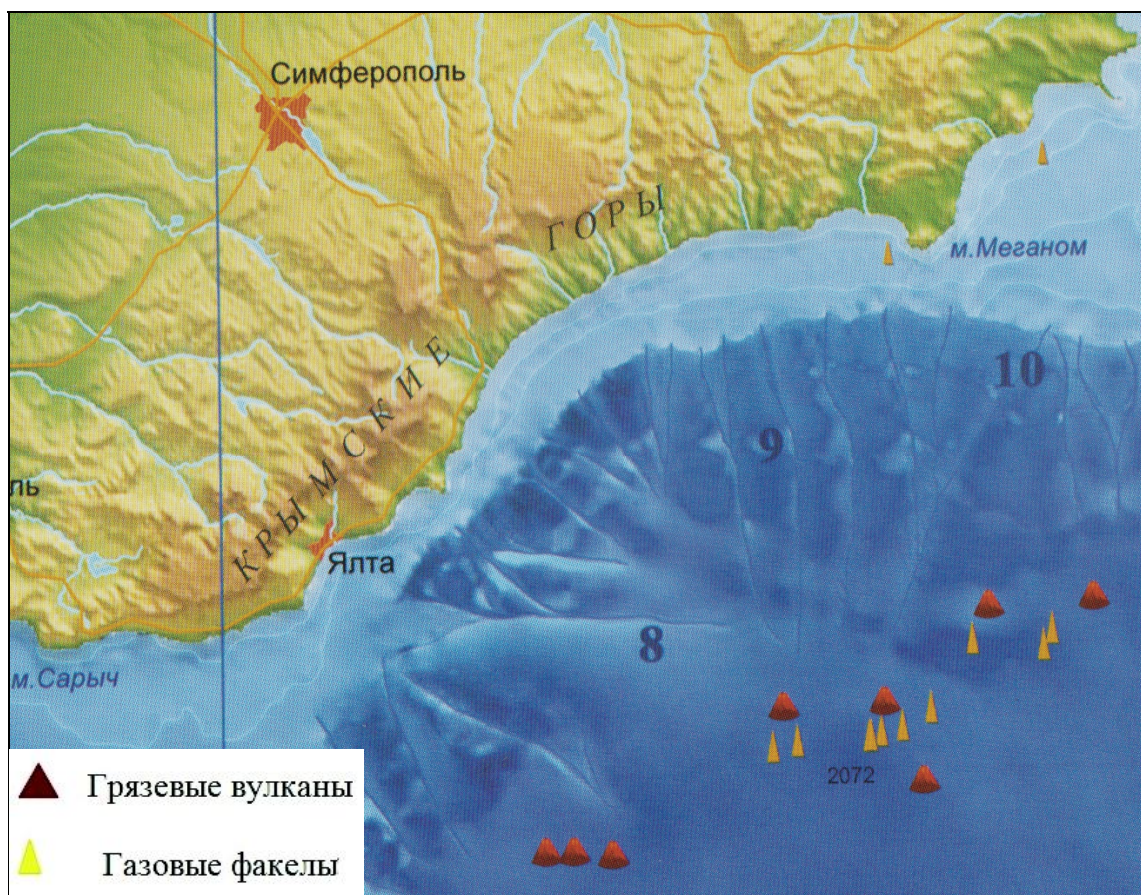 Симферополь
ГОРЫ
м.Меганом
10
КРЫМСКИЕ
9
ль
Ялта
8
м.Сарыч
2072
Грязевые вулканы
Газовые факелы